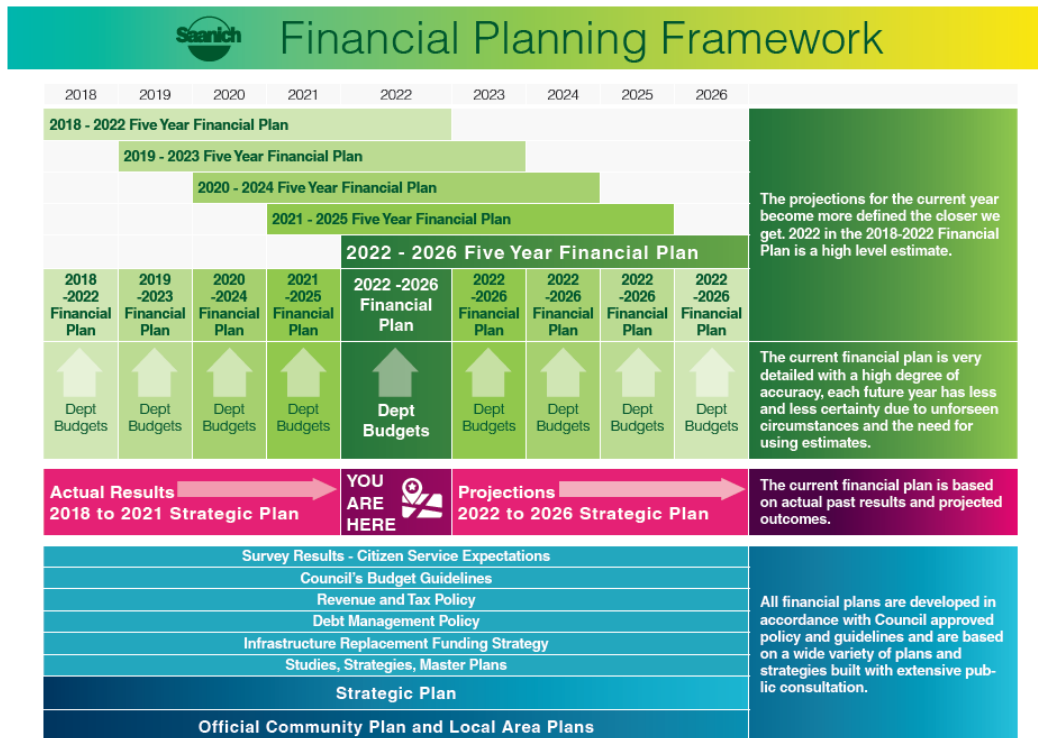 Saanich
Financial Planning Framework
2018 2019 2020 2021 2022 2023 2024 2025 2026
2018 - 2022 Five Year Financial Plan
2019 - 2023 Five Year Financial Plan
2020 - 2024 Five Year Financial Plan
2021 - 2025 Five Year Financial Plan
2022 - 2026 Five Year Financial Plan
The projections for the current year
become more defined the closer we
get. 2022 in the 2018-2022 Financial
Plan is a high level estimate.
2018
-2022
Financial
Plan
2019
-2023
Financial
Plan
2020
-2024
Financial
Plan
2021
-2025
Financial
Plan
2022 -2026
Financial
Plan
2022
-2026
Financial
Plan
2022
-2026
Financial
Plan
2022
-2026
Financial
Plan
2022
-2026
Financial
Plan
Dept
Budgets
Dept
Budgets
Dept
Budgets
Dept
Budgets
Dept
Budgets
Dept
Budgets
Dept
Budgets
Dept
Budgets
Dept
Budgets
The current financial plan is very
detailed with a high degree of
accuracy, each future year has less
and less certainty due to unforseen
circumstances and the need for
using estimates.
Actual Results
2018 to 2021 Strategic Plan
YOU
ARE
HERE
Projections
2022 to 2026 Strategic Plan
The current financial plan is based
on actual past results and projected
outcomes.
Survey Results - Citizen Service Expectations
Council's Budget Guidelines
Revenue and Tax Policy
Debt Management Policy
Infrastructure Replacement Funding Strategy
Studies, Strategies, Master Plans
Strategic Plan
Official Community Plan and Local Area Plans
All financial plans are developed in
accordance with Council approved
policy and guidelines and are based
on a wide variety of plans and
strategies built with extensive pub-
lic consultation.